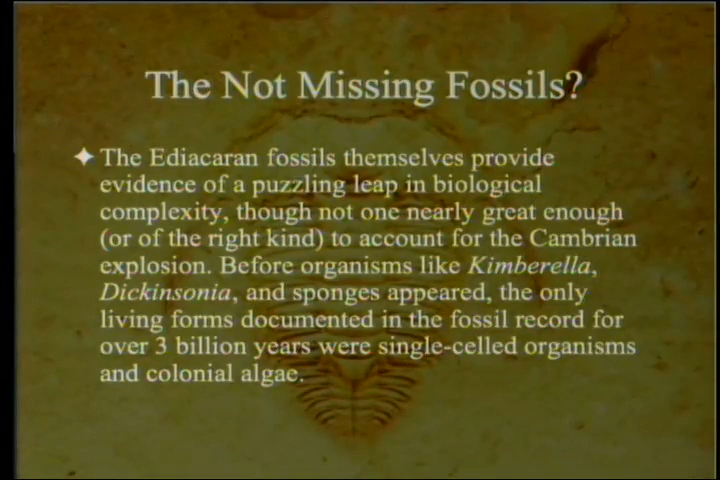 The Not Missing Fossils?
The Ediacaran fossils themselves provide
evidence of a puzzling leap in biological
complexity, though not one nearly great enough
(or of the right kind) to account for the Cambrian
explosion. Before organisms like Kimberella,
Dickinsonia, and sponges appeared, the only
living forms documented in the fossil record for
over 3 billion years were single-celled organisms
and colonial algae.